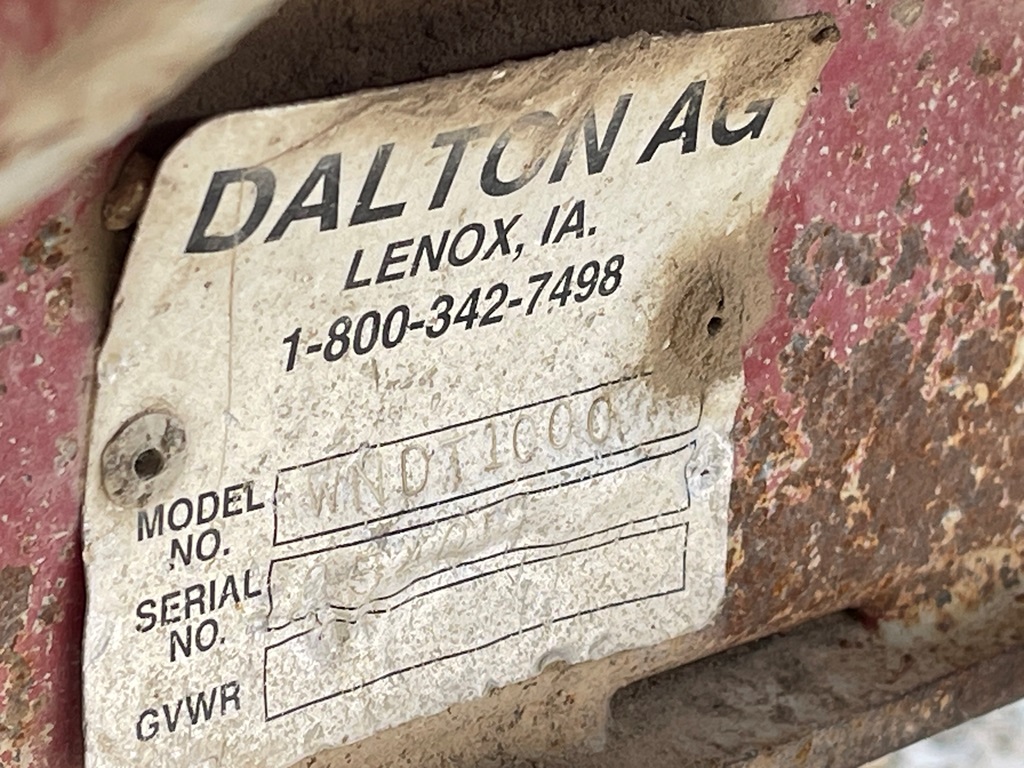 DALTON AG
LENOX, IA.
1-800-342-7498
MODEL NO. WNDT1000
SERIAL NO.
GVWR